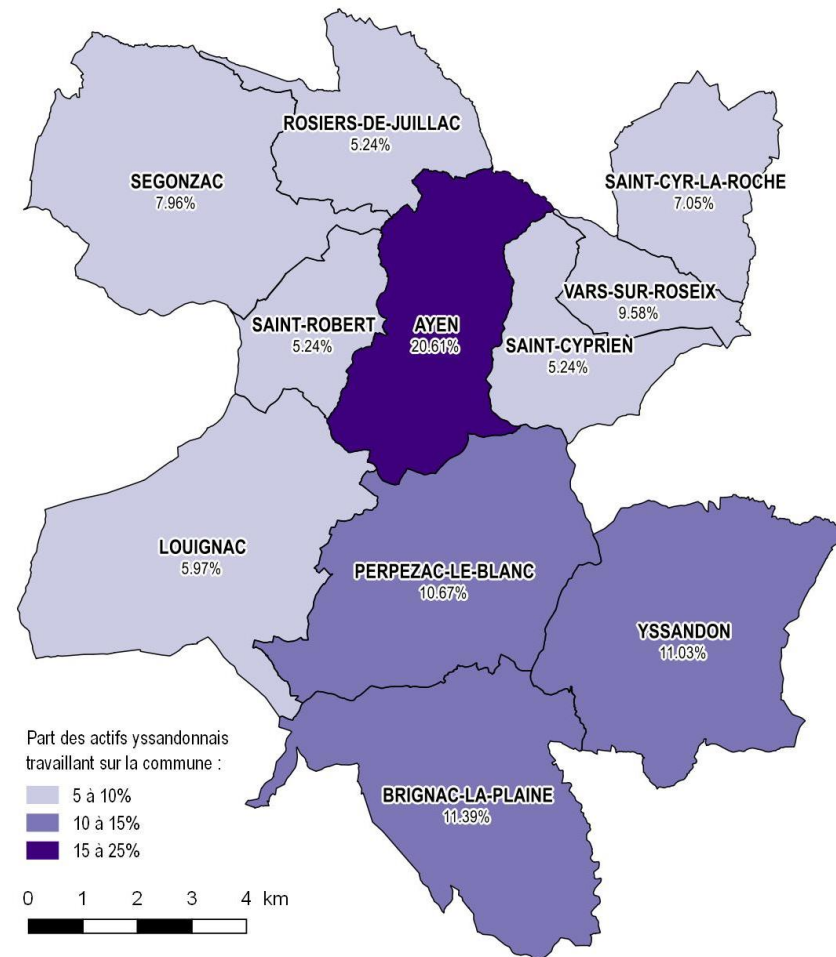 ROSIERS-DE-JUILLAC
5.24%
SEGONZAC
7.96%
SAINT-CYR-LA-ROCHE
7.05%
VARS-SUR-ROSEIX
9.58%
SAINT-ROBERT
5.24%
AYEN
20.61%
SAINT-CYPRIEN
5.24%
LOUIGNAC
5.97%
PERPEZAC-LE-BLANC
10.67%
YSSANDON
11.03%
BRIGNAC-LA-PLAINE
11.39%
Part des actifs yssandonnais
travaillant sur la commune :
5 à 10%
10 à 15%
15 à 25%
0 1 2 3 4 km